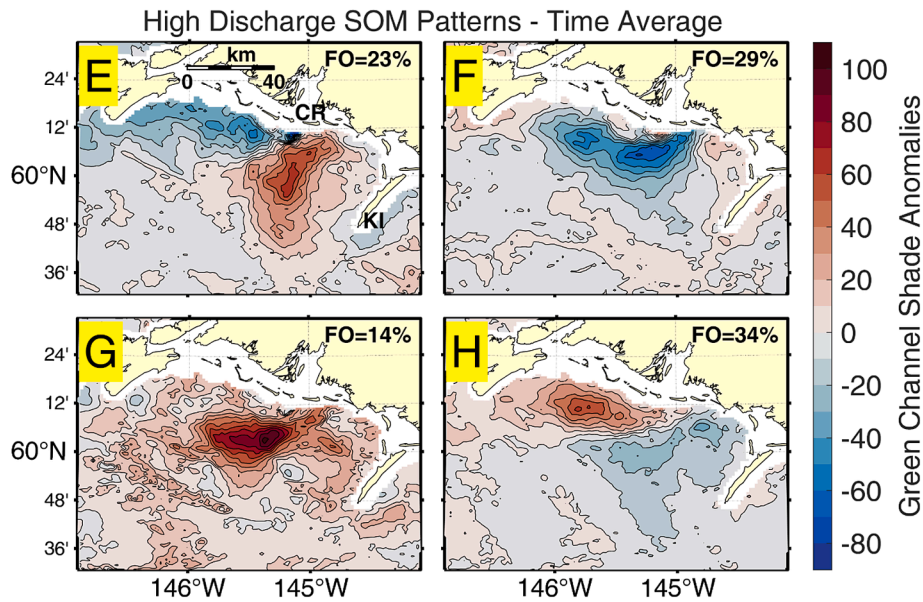 High Discharge SOM Patterns - Time Average
E
km
0 40
FO=23%
CR
KI
F
FO=29%
24'
12'
60°N
48'
36'
G
FO=14%
H
FO=34%
24'
12'
60°N
48'
36'
146°W 145°W 146°W 145°W
100
80
60
40
20
0
-20
-40
-60
-80
Green Channel Shade Anomalies